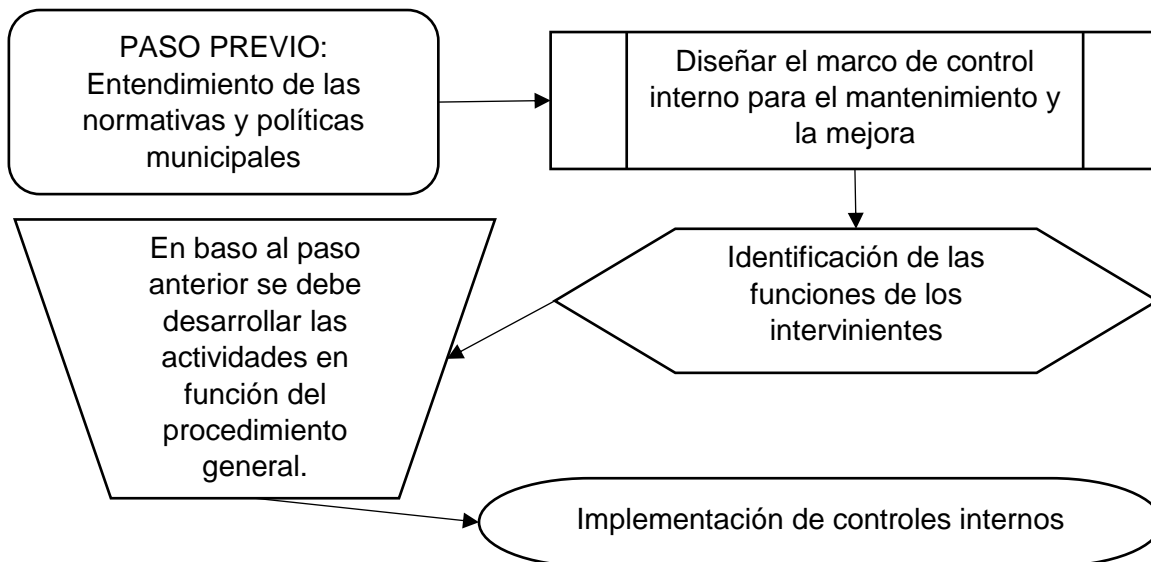 PASO PREVIO:
Entendimiento de las
normativas y políticas
municipales
Diseñar el marco de control
interno para el mantenimiento y
la mejora
Identificación de las
funciones de los
intervinientes
En baso al paso
anterior se debe
desarrollar las
actividades en
función del
procedimiento
general.
Implementación de controles internos